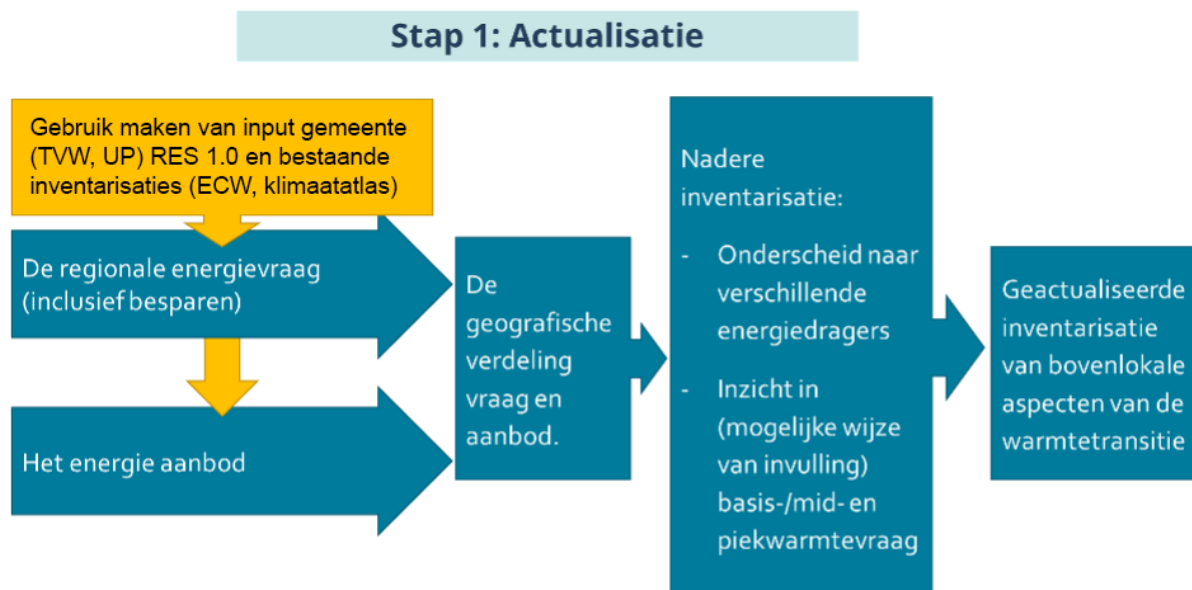 Stap 1: Actualisatie
Gebruik maken van input gemeente
(TVW, UP) RES 1.0 en bestaande
inventarisaties (ECW, klimaatatlas)
De regionale energievraag
(inclusief besparen)
Het energie aanbod
De
geografische
verdeling
vraag en
aanbod.
Nadere
inventarisatie:
- Onderscheid naar
verschillende
energiedragers
- Inzicht in
(mogelijke wijze
van invulling)
basis-/mid- en
piekwarmtevraag
Geactualiseerde
inventarisatie
van bovenlokale
aspecten van de
warmtetransitie